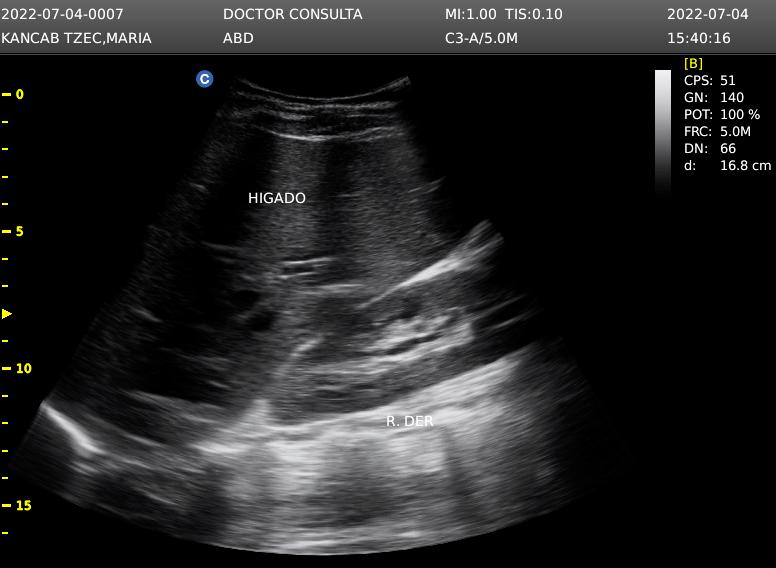 2022-07-04-0007 DOCTOR CONSULTA MI:1.00 TIS:0.10 2022-07-04
KANCAB TZEC,MARIA ABD C3-A/5.0M 15:40:16
C
[B]
CPS: 51
GN: 140
POT: 100 %
FRC: 5.0M
DN: 66
d: 16.8 cm
0
HIGADO
5
10
R. DER
15